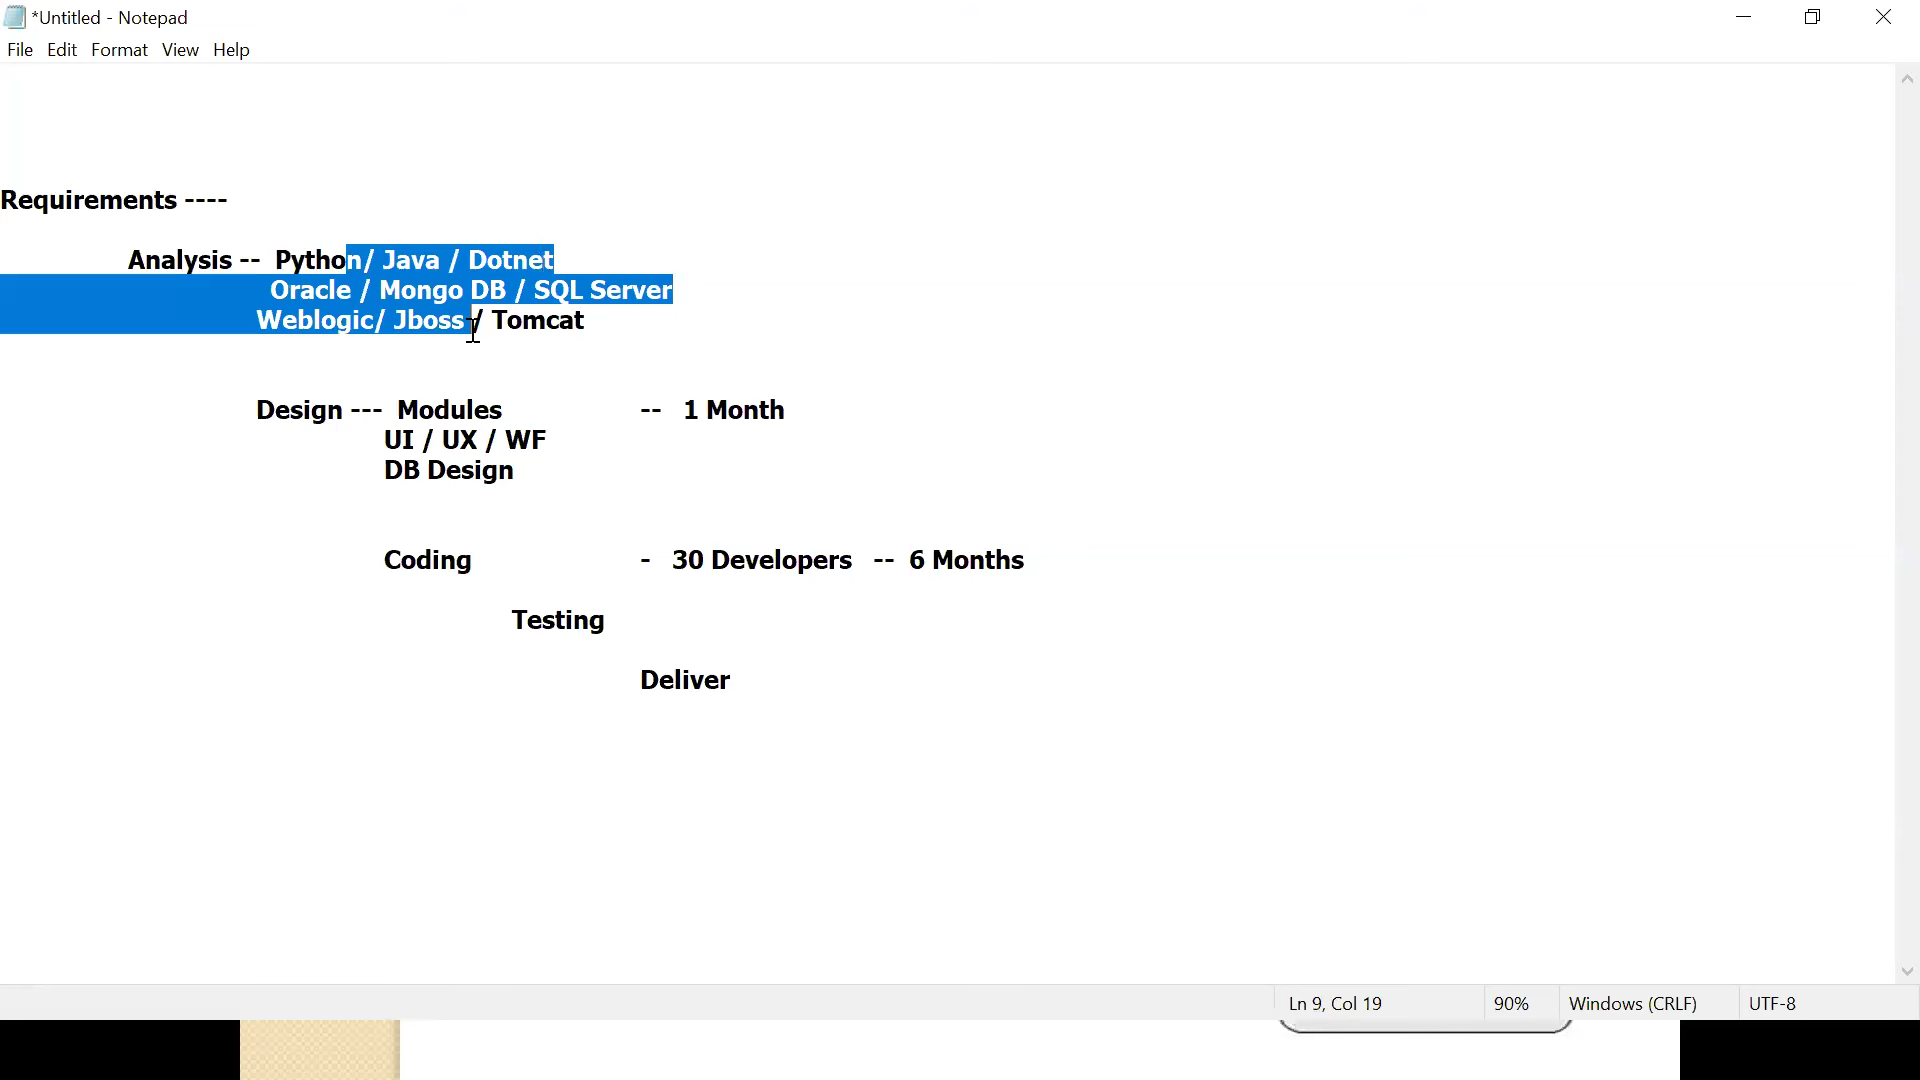 *Untitled - Notepad
File Edit Format View Help
Requirements ----
Analysis -- Python/ Java / Dotnet
Oracle / Mongo DB / SQL Server
Weblogic/ Jboss / Tomcat
Design --- Modules -- 1 Month
UI / UX / WF
DB Design
Coding - 30 Developers -- 6 Months
Testing
Deliver
Ln 9, Col 19 90% Windows (CRLF) UTF-8